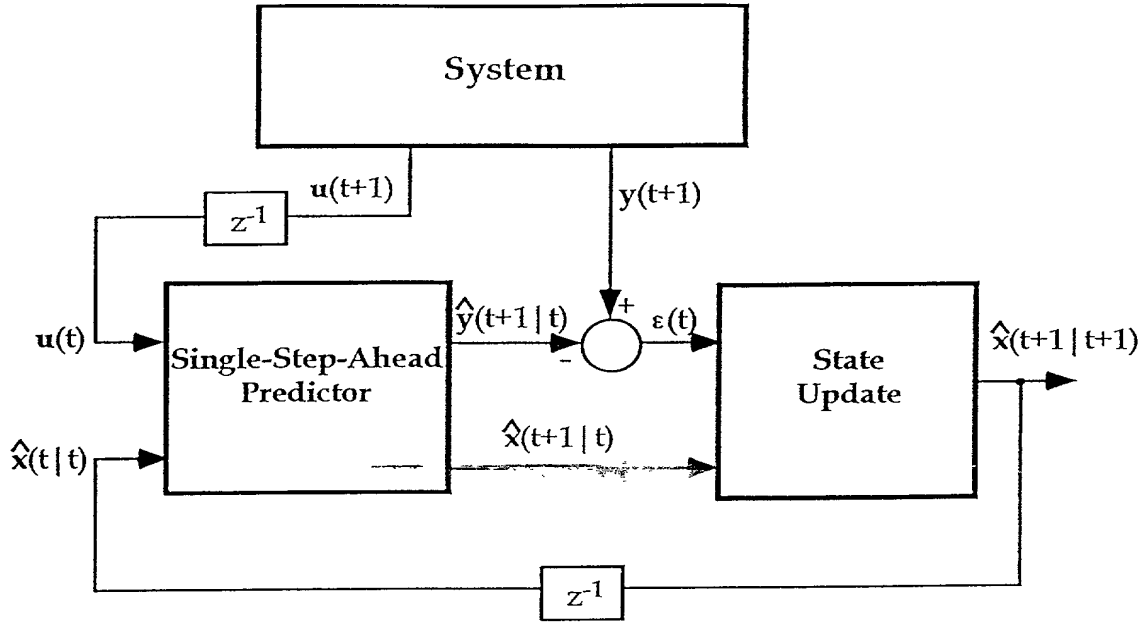 System
u(t+1)
y(t+1)
z⁻¹
ŷ(t+1|t)
+
ε(t)
u(t)
-
x̂(t+1|t+1)
Single-Step-Ahead
Predictor
State
Update
x̂(t+1|t)
x̂(t|t)
z⁻¹